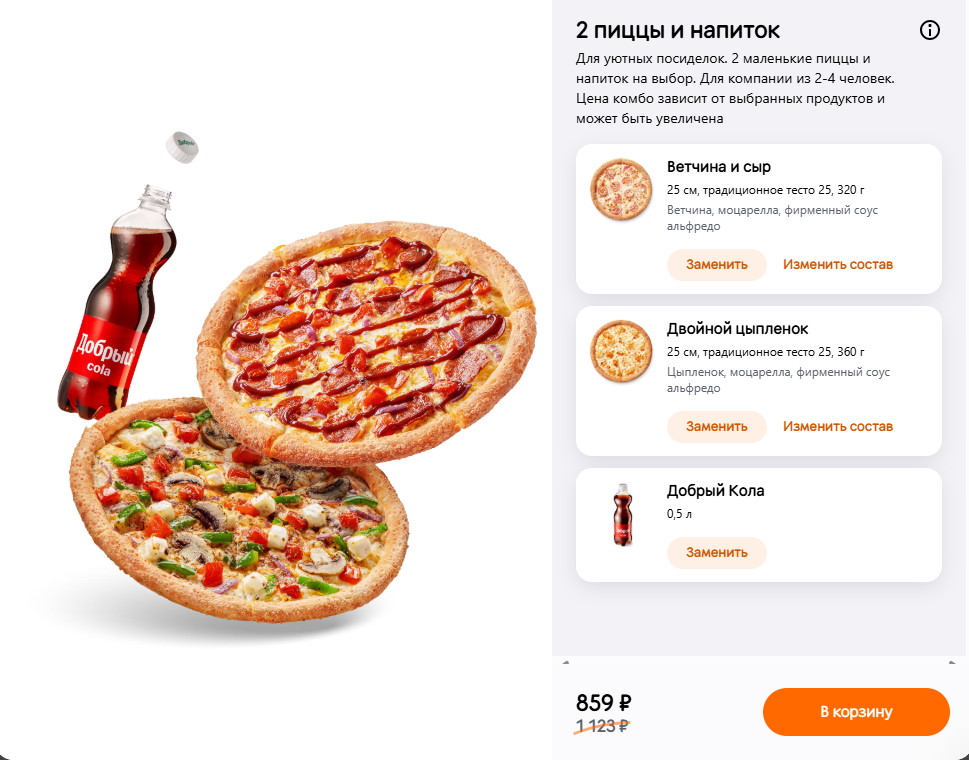 2 пиццы и напиток
Для уютных посиделок. 2 маленькие пиццы и
напиток на выбор. Для компании из 2-4 человек.
Цена комбо зависит от выбранных продуктов и
может быть увеличена
Ветчина и сыр
25 см, традиционное тесто 25, 320 г
Ветчина, моцарелла, фирменный соус
альфредо
Заменить Изменить состав
Двойной цыпленок
25 см, традиционное тесто 25, 360 г
Цыпленок, моцарелла, фирменный соус
альфредо
Заменить Изменить состав
Добрый Кола
0,5 л
Заменить
859 ₽
1 123 ₽
В корзину
Добрый
Добрый
cola